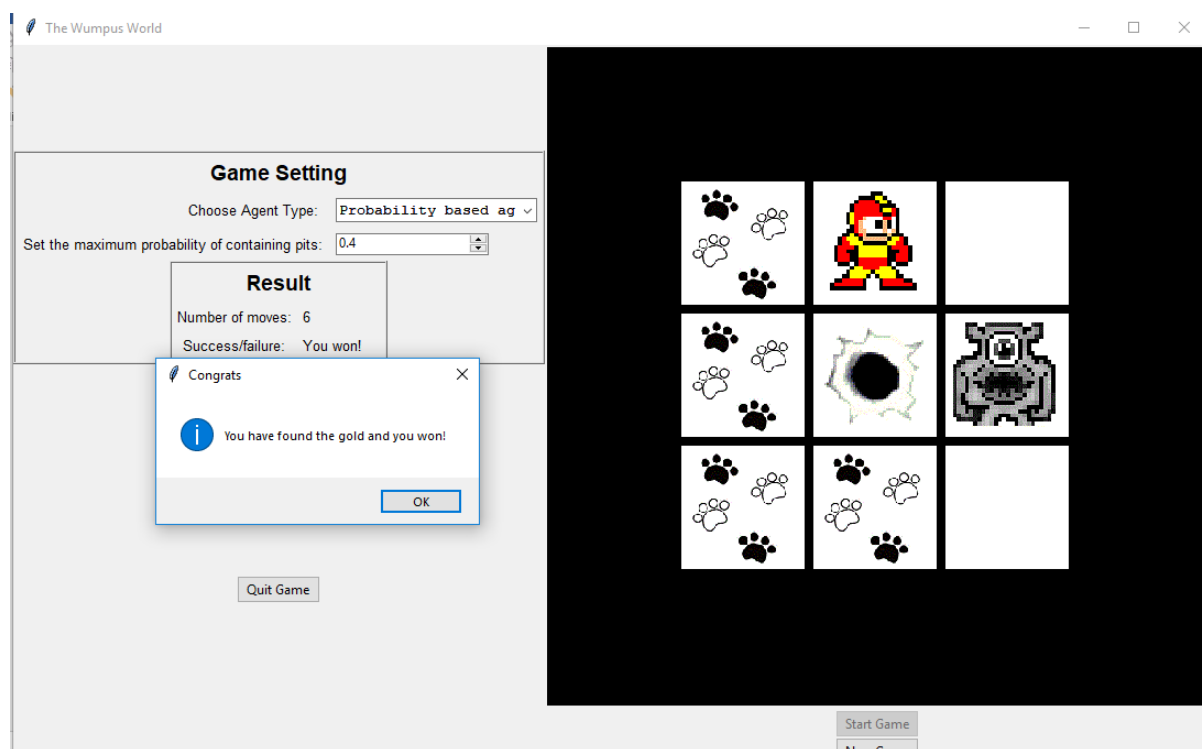 The Wumpus World
Game Setting
Choose Agent Type: Probability based ag
Set the maximum probability of containing pits: 0.4
Result
Number of moves: 6
Success/failure: You won!
Congrats
You have found the gold and you won!
OK
Quit Game
Start Game